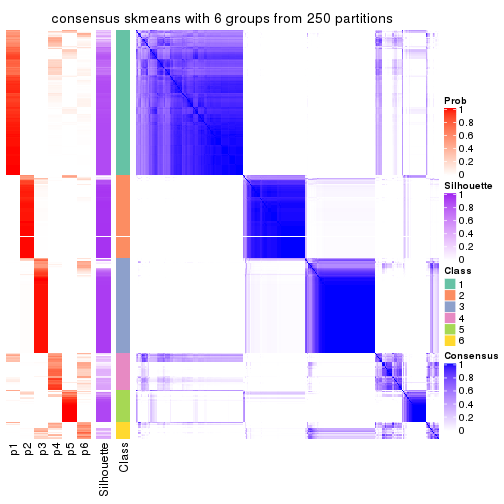 consensus skmeans with 6 groups from 250 partitions
Prob
1
0.8
0.6
0.4
0.2
0
Silhouette
1
0.8
0.6
0.4
0.2
0
Class
1
2
3
4
5
6
Consensus
1
0.8
0.6
0.4
0.2
0
p1
p2
p3
p4
p5
p6
Silhouette
Class